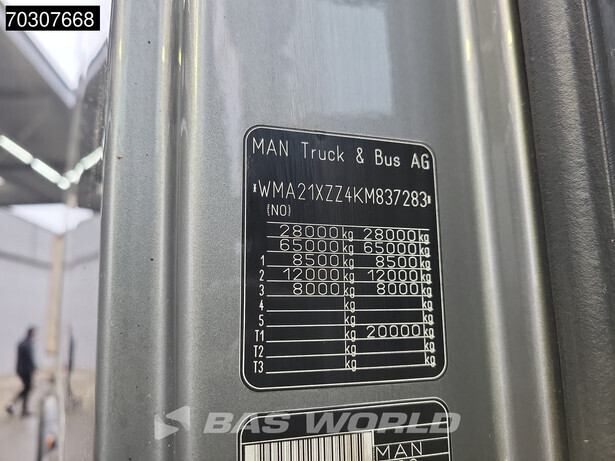 70307668
MAN Truck & Bus AG
*WMA21XZZ4KM837283*
(NO)
28000 kg 28000 kg
65000 kg 65000 kg
1 8500 kg 8500 kg
2 12000 kg 12000 kg
3 8000 kg 8000 kg
4 kg kg
5 kg kg
T1 kg 20000 kg
T2 kg kg
T3 kg kg
BAS WORLD
MAN